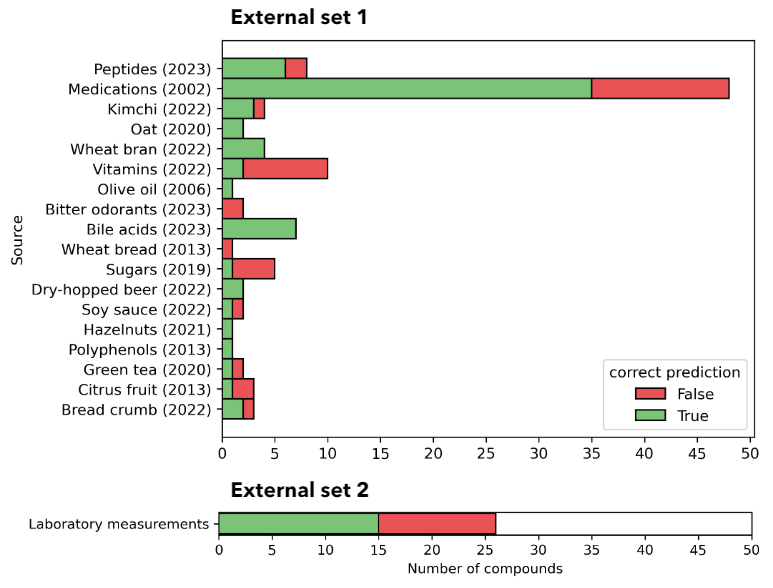 External set 1
Source
Peptides (2023)
Medications (2002)
Kimchi (2022)
Oat (2020)
Wheat bran (2022)
Vitamins (2022)
Olive oil (2006)
Bitter odorants (2023)
Bile acids (2023)
Wheat bread (2013)
Sugars (2019)
Dry-hopped beer (2022)
Soy sauce (2022)
Hazelnuts (2021)
Polyphenols (2013)
Green tea (2020)
Citrus fruit (2013)
Bread crumb (2022)
correct prediction
False
True
0 5 10 15 20 25 30 35 40 45 50
External set 2
Laboratory measurements
0 5 10 15 20 25 30 35 40 45 50
Number of compounds